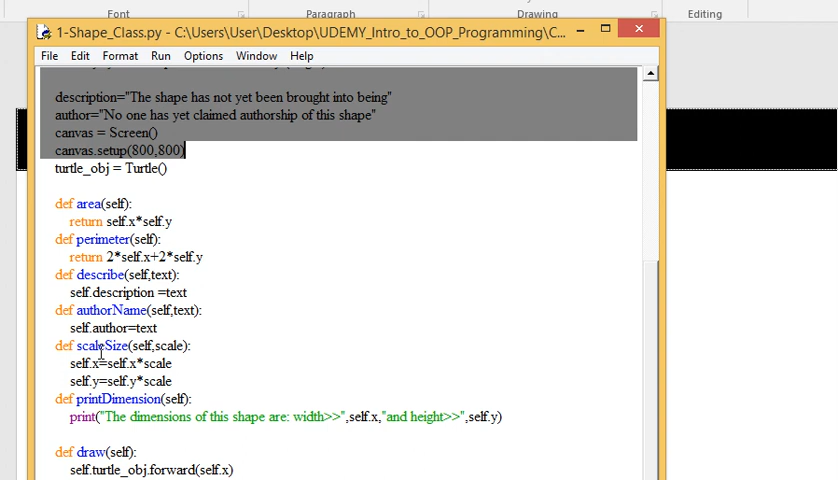 Font Paragraph Drawing Editing
1-Shape_Class.py - C:\Users\User\Desktop\UDEMY_Intro_to_OOP_Programming\C...
File Edit Format Run Options Window Help
description="The shape has not yet been brought into being"
author="No one has yet claimed authorship of this shape"
canvas = Screen()
canvas.setup(800,800)
turtle_obj = Turtle()
def area(self):
return self.x*self.y
def perimeter(self):
return 2*self.x+2*self.y
def describe(self,text):
self.description =text
def authorName(self,text):
self.author=text
def scaleSize(self,scale):
self.x=self.x*scale
self.y=self.y*scale
def printDimension(self):
print("The dimensions of this shape are: width>>",self.x,"and height>>",self.y)
def draw(self):
self.turtle_obj.forward(self.x)